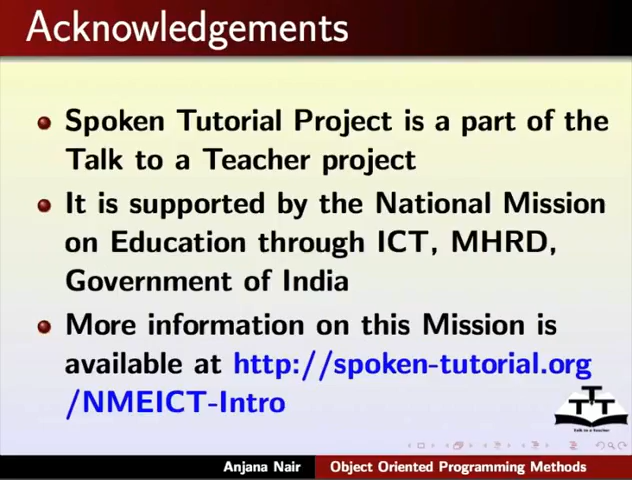 Acknowledgements
Spoken Tutorial Project is a part of the
Talk to a Teacher project
It is supported by the National Mission
on Education through ICT, MHRD,
Government of India
More information on this Mission is
available at http://spoken-tutorial.org
/NMEICT-Intro
TTT
Talk to a Teacher
Anjana Nair Object Oriented Programming Methods